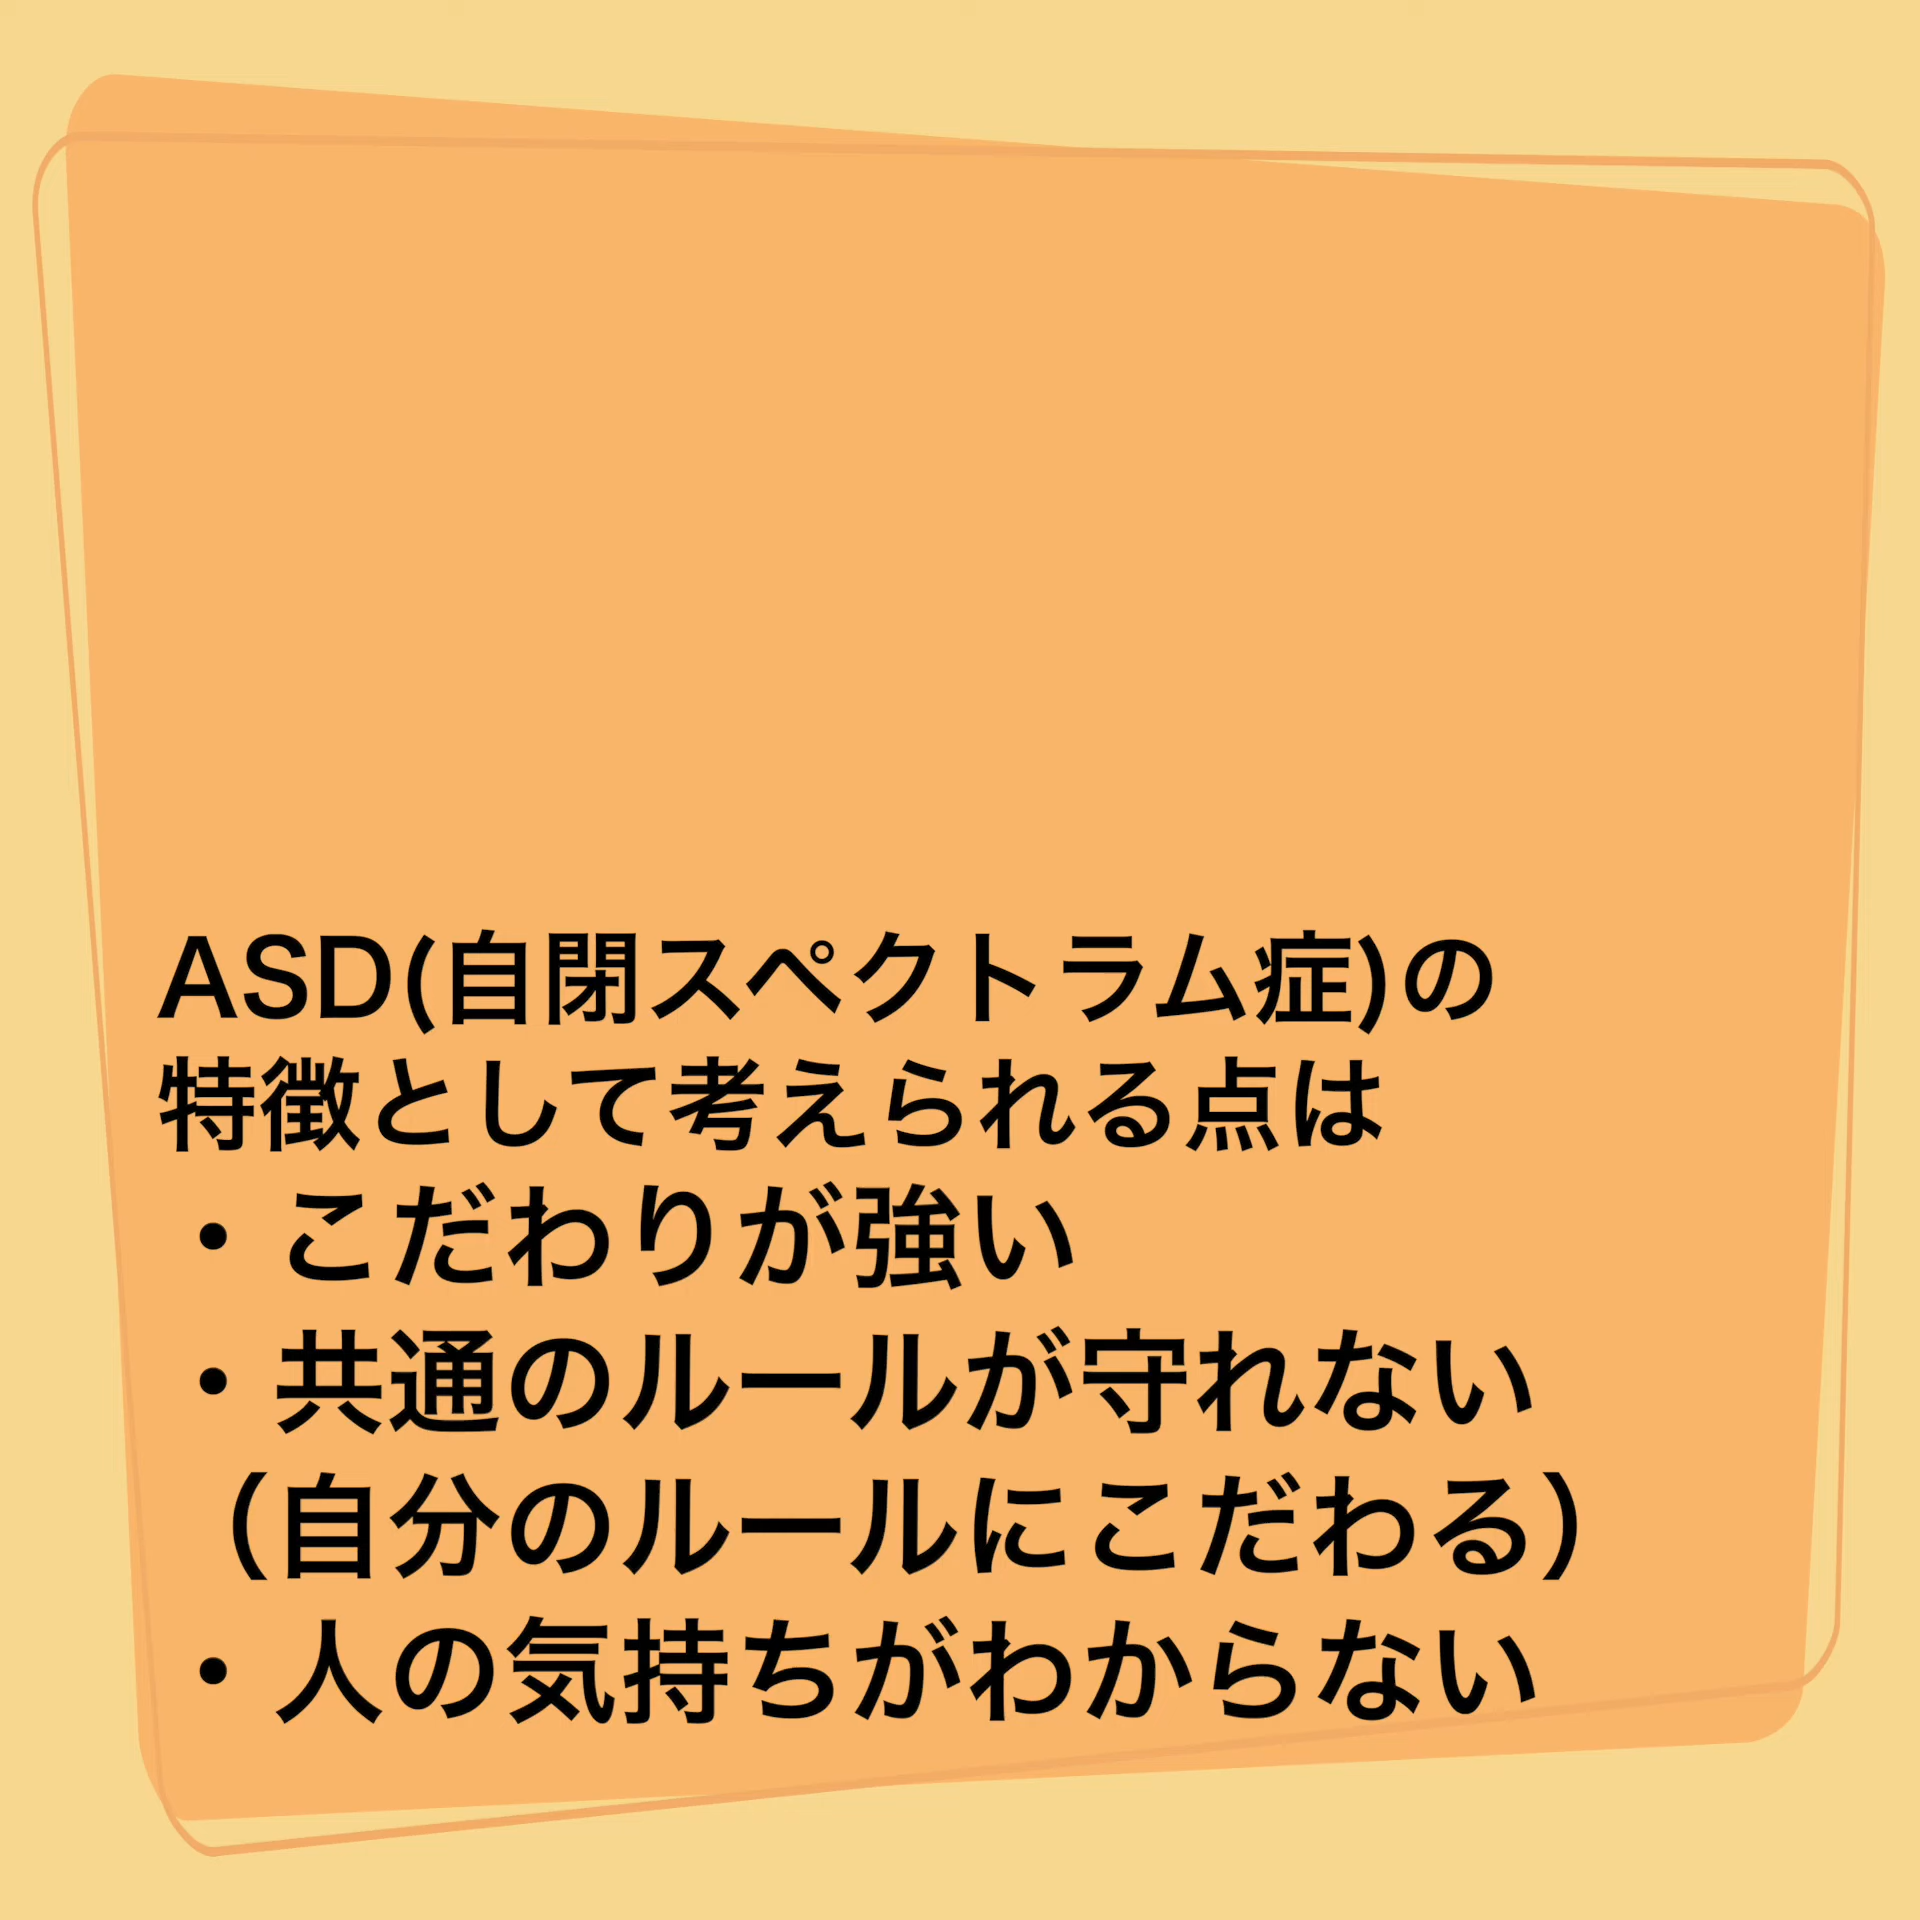 ASD(自閉スペクトラム症)の
特徴として考えられる点は
・こだわりが強い
・共通のルールが守れない
（自分のルールにこだわる）
・人の気持ちがわからない